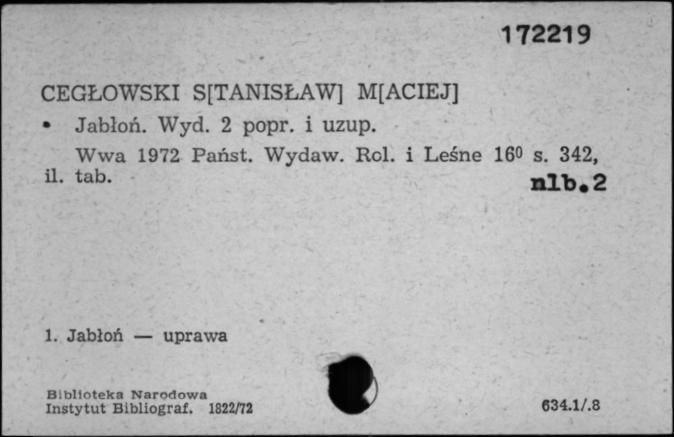 172219
CEGŁOWSKI S[TANISŁAW] M[ACIEJ]
• Jabłoń. Wyd. 2 popr. i uzup.
Wwa 1972 Państ. Wydaw. Rol. i Leśne 16⁰ s. 342,
il. tab.
nlb.2
1. Jabłoń — uprawa
Biblioteka Narodowa
Instytut Bibliograf. 1822/72
634.1/.8